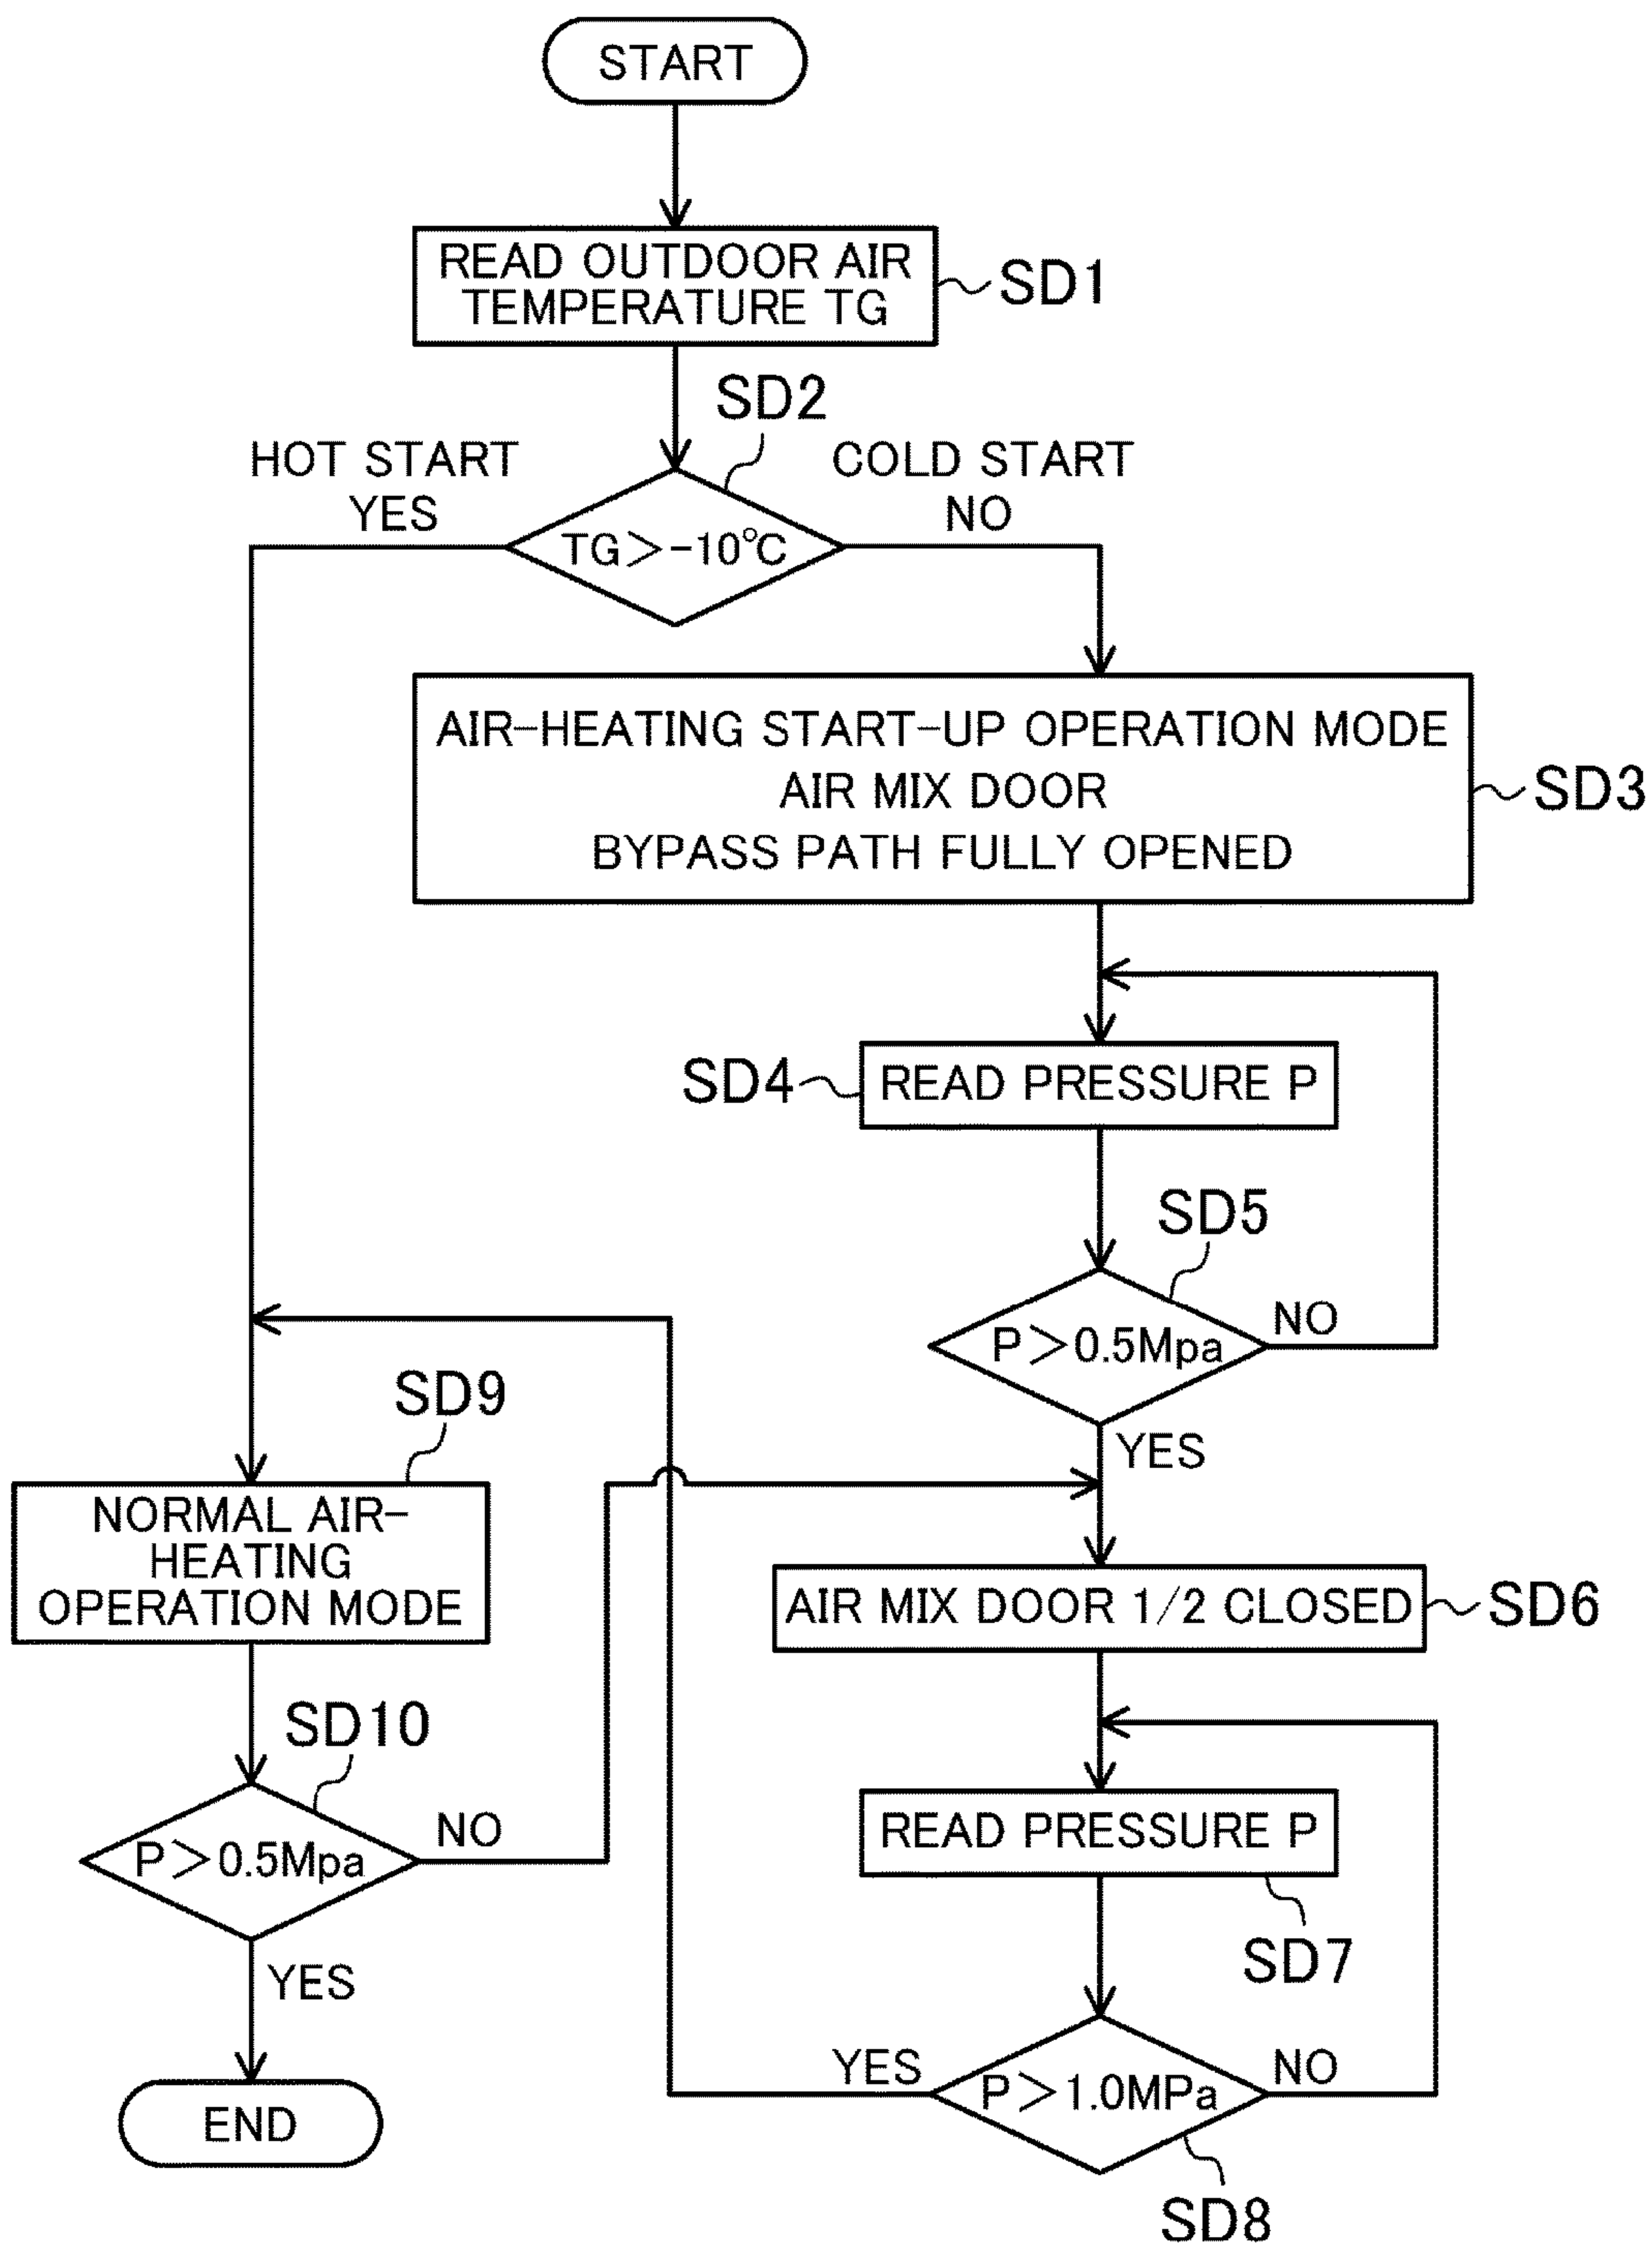 START
READ OUTDOOR AIR
TEMPERATURE TG
SD1
SD2
HOT START
YES
COLD START
NO
TG＞-10℃
AIR-HEATING START-UP OPERATION MODE
AIR MIX DOOR
BYPASS PATH FULLY OPENED
SD3
SD4
READ PRESSURE P
SD5
P＞0.5Mpa
NO
YES
SD9
NORMAL AIR-
HEATING
OPERATION MODE
AIR MIX DOOR 1/2 CLOSED
SD6
SD10
P＞0.5Mpa
NO
YES
END
READ PRESSURE P
SD7
YES
P＞1.0MPa
NO
SD8